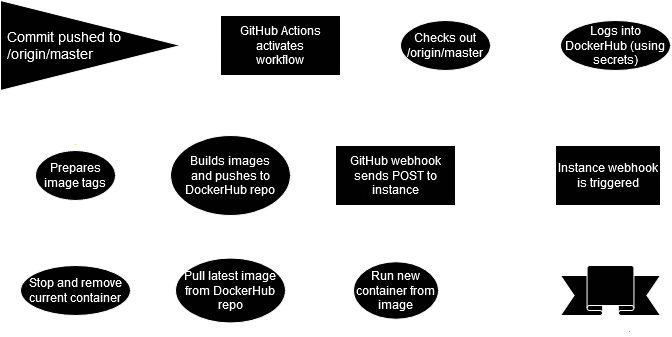 Commit pushed to
/origin/master
GitHub Actions
activates
workflow
Checks out
/origin/master
Logs into
DockerHub (using
secrets)
Prepares
image tags
Builds images
and pushes to
DockerHub repo
GitHub webhook
sends POST to
instance
Instance webhook
is triggered
Stop and remove
current container
Pull latest image
from DockerHub
repo
Run new
container from
image